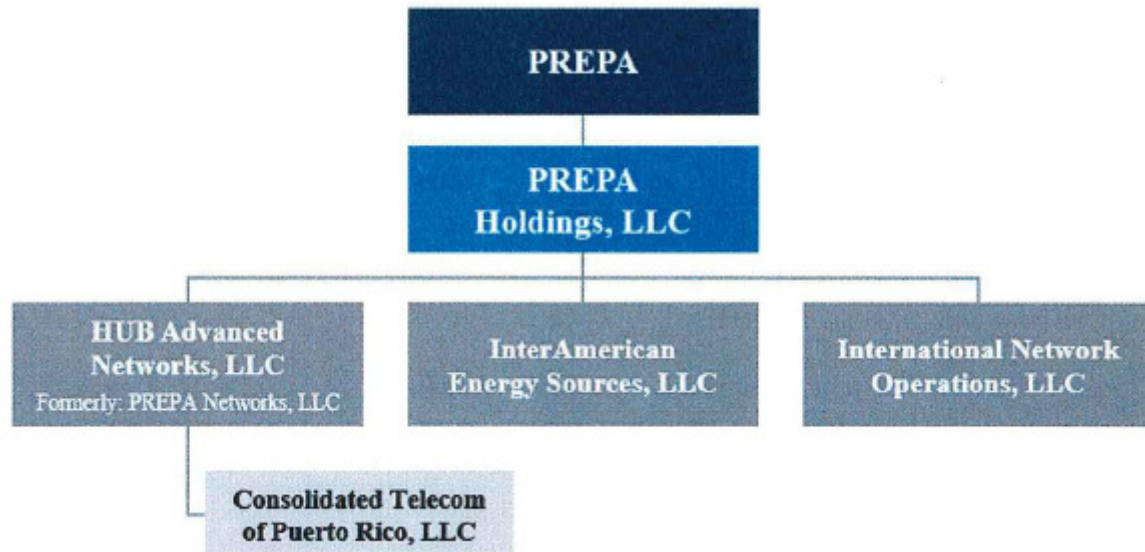 PREPA
PREPA
Holdings, LLC
HUB Advanced
Networks, LLC
Formerly: PREPA Networks, LLC
InterAmerican
Energy Sources, LLC
International Network
Operations, LLC
Consolidated Telecom
of Puerto Rico, LLC